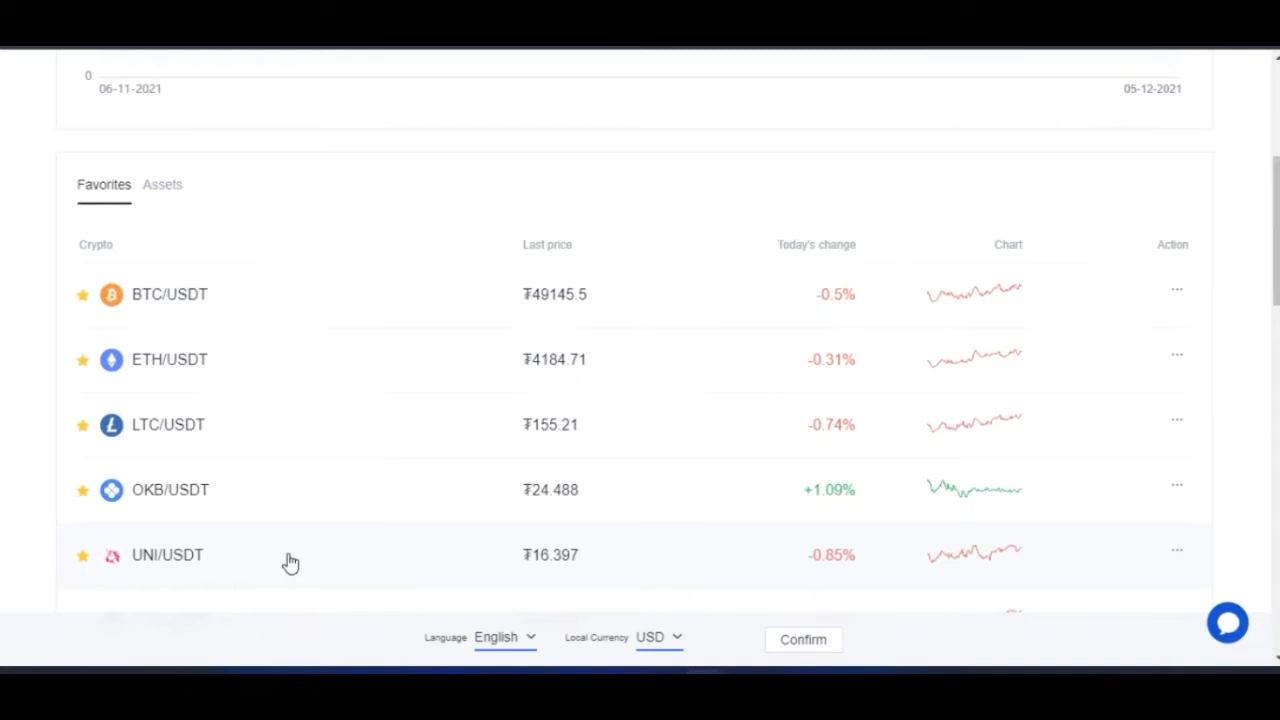 0
06-11-2021 05-12-2021
Favorites Assets
Crypto Last price Today's change Chart Action
BTC/USDT ₮49145.5 -0.5% ...
ETH/USDT ₮4184.71 -0.31% ...
LTC/USDT ₮155.21 -0.74% ...
OKB/USDT ₮24.488 +1.09% ...
UNI/USDT ₮16.397 -0.85% ...
Language English Local Currency USD Confirm